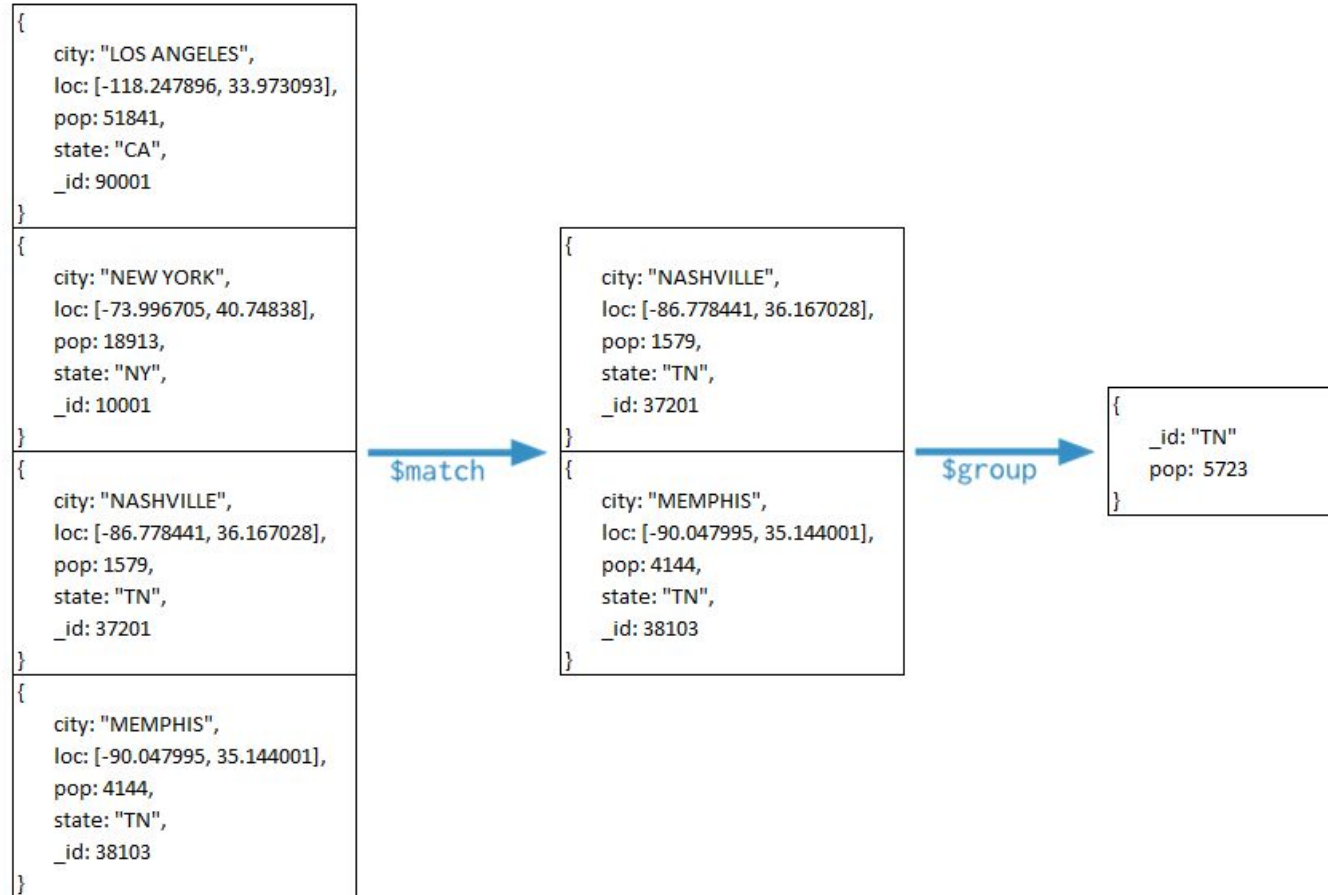 {
city: "LOS ANGELES",
loc: [-118.247896, 33.973093],
pop: 51841,
state: "CA",
_id: 90001
}
{
city: "NEW YORK",
loc: [-73.996705, 40.74838],
pop: 18913,
state: "NY",
_id: 10001
}
{
city: "NASHVILLE",
loc: [-86.778441, 36.167028],
pop: 1579,
state: "TN",
_id: 37201
}
{
city: "MEMPHIS",
loc: [-90.047995, 35.144001],
pop: 4144,
state: "TN",
_id: 38103
}
$match
{
city: "NASHVILLE",
loc: [-86.778441, 36.167028],
pop: 1579,
state: "TN",
_id: 37201
}
{
city: "MEMPHIS",
loc: [-90.047995, 35.144001],
pop: 4144,
state: "TN",
_id: 38103
}
$group
{
_id: "TN"
pop: 5723
}